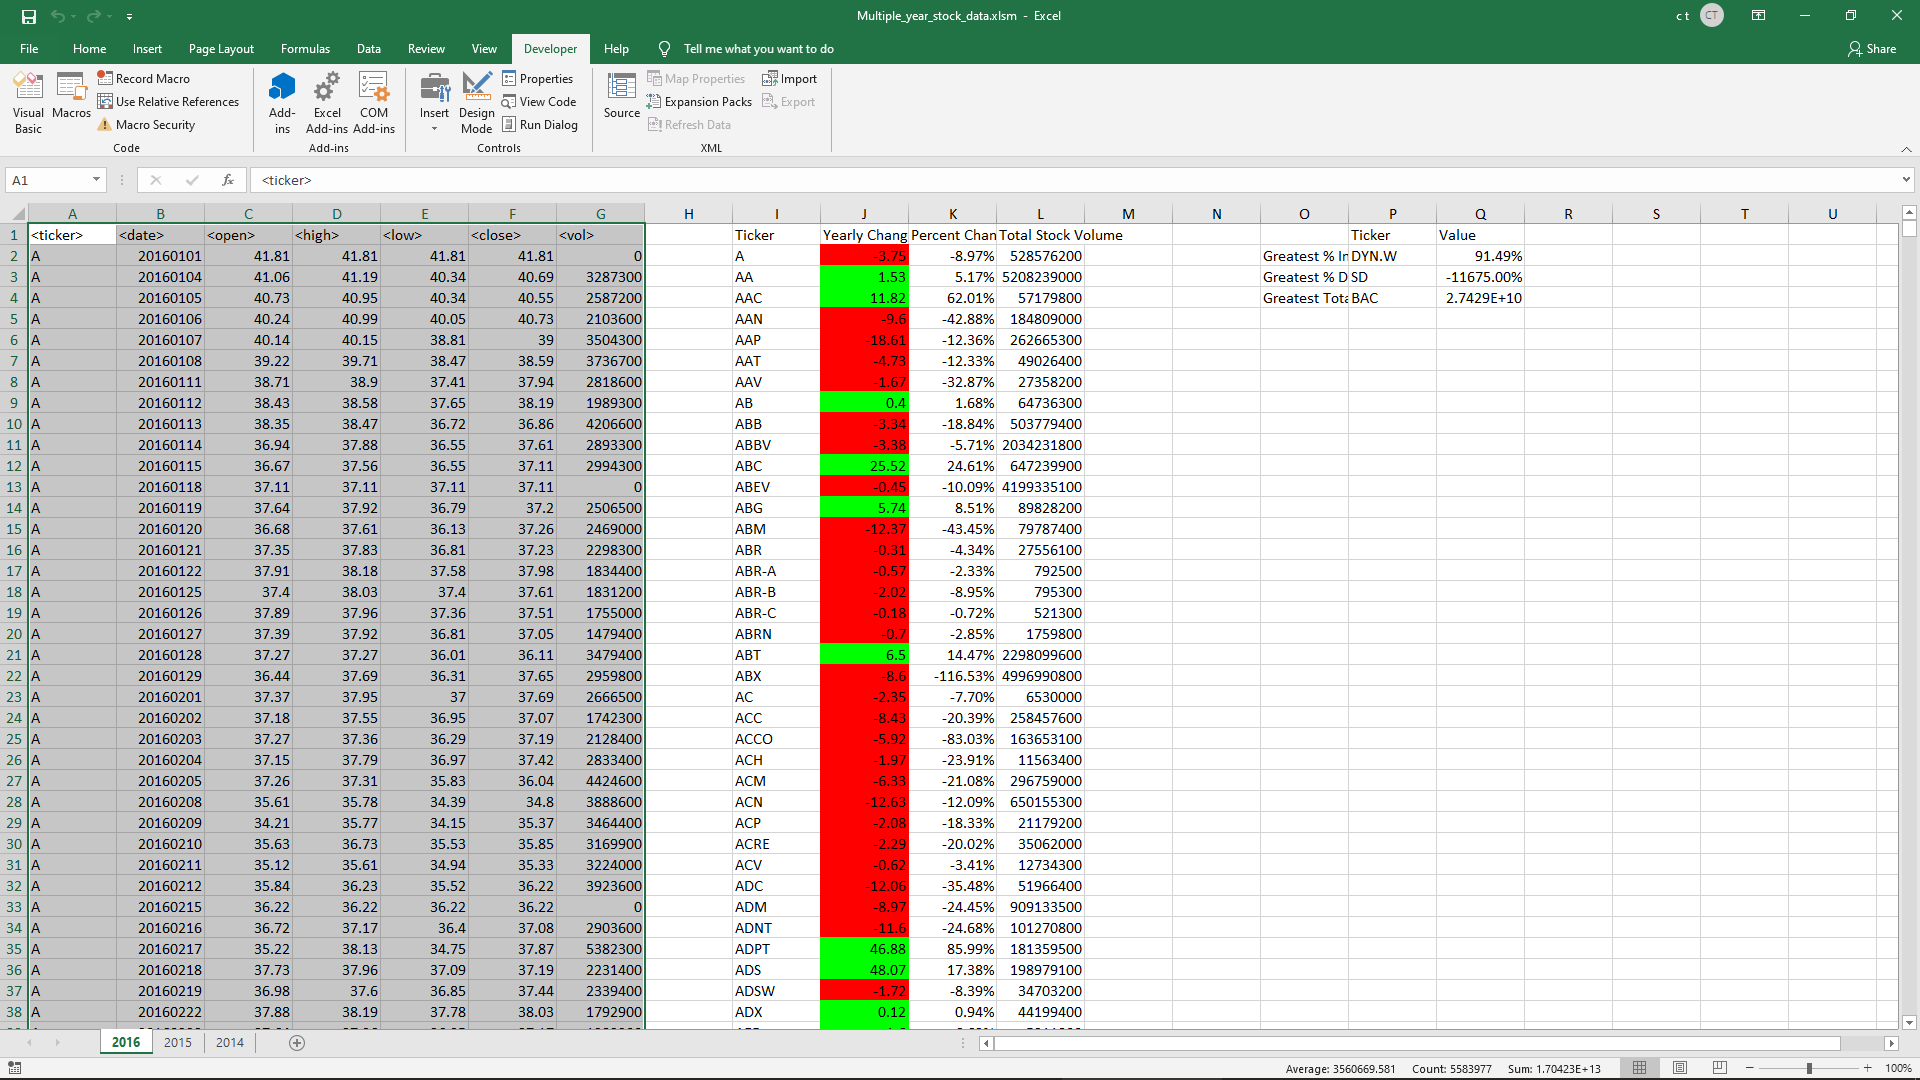 Multiple_year_stock_data.xlsm - Excel
c t CT
File Home Insert Page Layout Formulas Data Review View Developer Help Tell me what you want to do Share
Visual Basic
Macros
Record Macro
Use Relative References
Macro Security
Code
Add-ins
Excel Add-ins
COM Add-ins
Add-ins
Insert
Design Mode
Properties
View Code
Run Dialog
Controls
Source
Map Properties
Expansion Packs
Refresh Data
Import
Export
XML
A1 fx <ticker>
A B C D E F G H I J K L M N O P Q R S T U
1 <ticker> <date> <open> <high> <low> <close> <vol> Ticker Yearly Chang Percent Chan Total Stock Volume Ticker Value
2 A 20160101 41.81 41.81 41.81 41.81 0 A -3.75 -8.97% 528576200 Greatest % In DYN.W 91.49%
3 A 20160104 41.06 41.19 40.34 40.69 3287300 AA 1.53 5.17% 5208239000 Greatest % D SD -11675.00%
4 A 20160105 40.73 40.95 40.34 40.55 2587200 AAC 11.82 62.01% 57179800 Greatest Tota BAC 2.7429E+10
5 A 20160106 40.24 40.99 40.05 40.73 2103600 AAN -9.6 -42.88% 184809000
6 A 20160107 40.14 40.15 38.81 39 3504300 AAP -18.61 -12.36% 262665300
7 A 20160108 39.22 39.71 38.47 38.59 3736700 AAT -4.73 -12.33% 49026400
8 A 20160111 38.71 38.9 37.41 37.94 2818600 AAV -1.67 -32.87% 27358200
9 A 20160112 38.43 38.58 37.65 38.19 1989300 AB 0.4 1.68% 64736300
10 A 20160113 38.35 38.47 36.72 36.86 4206600 ABB -3.34 -18.84% 503779400
11 A 20160114 36.94 37.88 36.55 37.61 2893300 ABBV -3.38 -5.71% 2034231800
12 A 20160115 36.67 37.56 36.55 37.11 2994300 ABC 25.52 24.61% 647239900
13 A 20160118 37.11 37.11 37.11 37.11 0 ABEV -0.45 -10.09% 4199335100
14 A 20160119 37.64 37.92 36.79 37.2 2506500 ABG 5.74 8.51% 89828200
15 A 20160120 36.68 37.61 36.13 37.26 2469000 ABM -12.37 -43.45% 79787400
16 A 20160121 37.35 37.83 36.81 37.23 2298300 ABR -0.31 -4.34% 27556100
17 A 20160122 37.91 38.18 37.58 37.98 1834400 ABR-A -0.57 -2.33% 792500
18 A 20160125 37.4 38.03 37.4 37.61 1831200 ABR-B -2.02 -8.95% 795300
19 A 20160126 37.89 37.96 37.36 37.51 1755000 ABR-C -0.18 -0.72% 521300
20 A 20160127 37.39 37.92 36.81 37.05 1479400 ABRN -0.7 -2.85% 1759800
21 A 20160128 37.27 37.27 36.01 36.11 3479400 ABT 6.5 14.47% 2298099600
22 A 20160129 36.44 37.69 36.31 37.65 2959800 ABX -8.6 -116.53% 4996990800
23 A 20160201 37.37 37.95 37 37.69 2666500 AC -2.35 -7.70% 6530000
24 A 20160202 37.18 37.55 36.95 37.07 1742300 ACC -8.43 -20.39% 258457600
25 A 20160203 37.27 37.36 36.29 37.19 2128400 ACCO -5.92 -83.03% 163653100
26 A 20160204 37.15 37.79 36.97 37.42 2833400 ACH -1.97 -23.91% 11563400
27 A 20160205 37.26 37.31 35.83 36.04 4424600 ACM -6.33 -21.08% 296759000
28 A 20160208 35.61 35.78 34.39 34.8 3888600 ACN -12.63 -12.09% 650155300
29 A 20160209 34.21 35.77 34.15 35.37 3464400 ACP -2.08 -18.33% 21179200
30 A 20160210 35.63 36.73 35.53 35.85 3169900 ACRE -2.29 -20.02% 35062000
31 A 20160211 35.12 35.61 34.94 35.33 3224000 ACV -0.62 -3.41% 12734300
32 A 20160212 35.84 36.23 35.52 36.22 3923600 ADC -12.06 -35.48% 51966400
33 A 20160215 36.22 36.22 36.22 36.22 0 ADM -8.97 -24.45% 909133500
34 A 20160216 36.72 37.17 36.4 37.08 2903600 ADNT -11.6 -24.68% 101270800
35 A 20160217 35.22 38.13 34.75 37.87 5382300 ADPT 46.88 85.99% 181359500
36 A 20160218 37.73 37.96 37.09 37.19 2231400 ADS 48.07 17.38% 198979100
37 A 20160219 36.98 37.6 36.85 37.44 2339400 ADSW -1.72 -8.39% 34703200
38 A 20160222 37.88 38.19 37.78 38.03 1792900 ADX 0.12 0.94% 44199400
2016 2015 2014
Average: 3560669.581 Count: 5583977 Sum: 1.70423E+13 100%